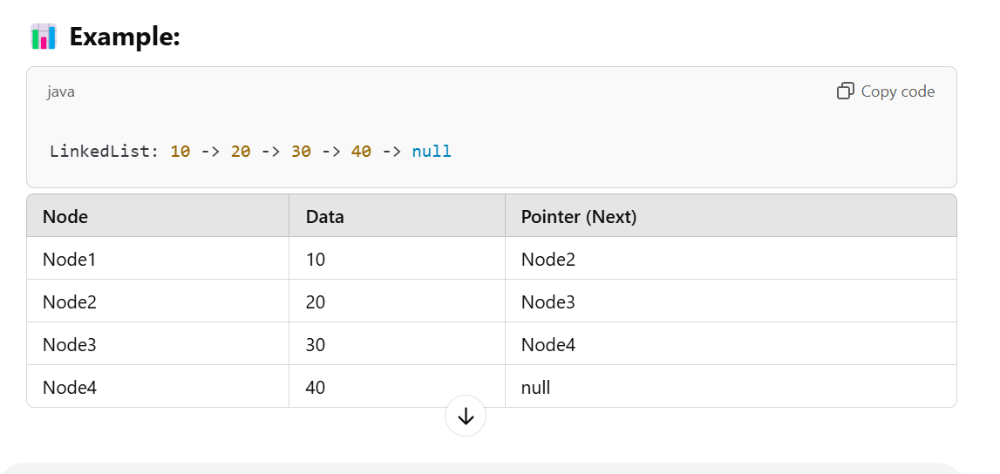 Example:
java Copy code
LinkedList: 10 -> 20 -> 30 -> 40 -> null
Node Data Pointer (Next)
Node1 10 Node2
Node2 20 Node3
Node3 30 Node4
Node4 40 null